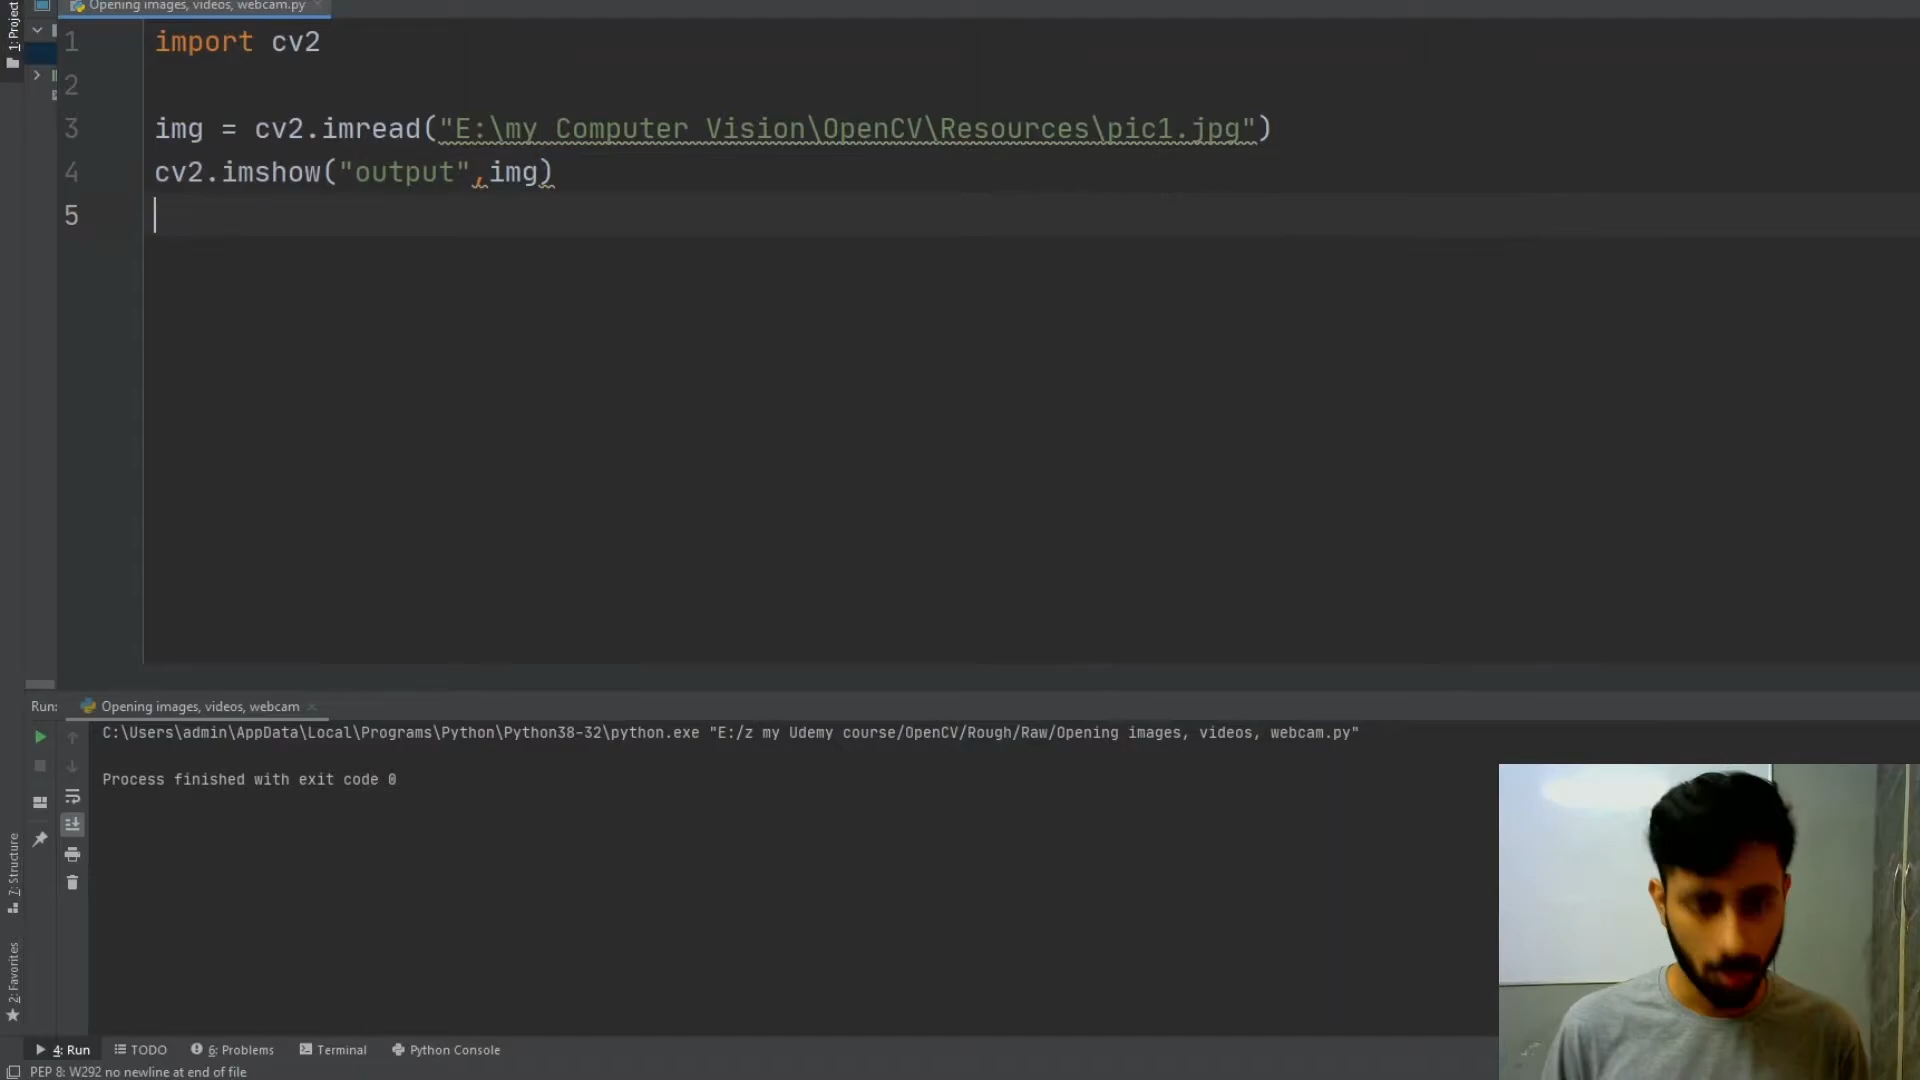 1: Project
Opening images, videos, webcam.py
1 import cv2
2
3 img = cv2.imread("E:\my Computer Vision\OpenCV\Resources\pic1.jpg")
4 cv2.imshow("output",img)
5
Run: Opening images, videos, webcam
C:\Users\admin\AppData\Local\Programs\Python\Python38-32\python.exe "E:/z my Udemy course/OpenCV/Rough/Raw/Opening images, videos, webcam.py"
Process finished with exit code 0
7: Structure
2: Favorites
4: Run TODO 6: Problems Terminal Python Console
PEP 8: W292 no newline at end of file